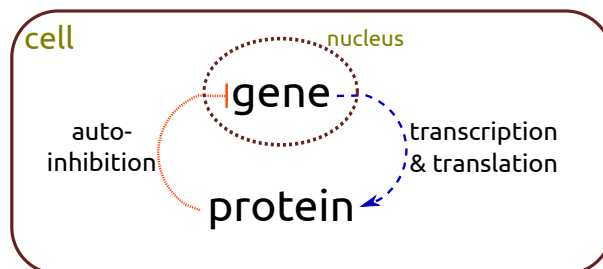 cell
nucleus
gene
auto-
inhibition
transcription
& translation
protein